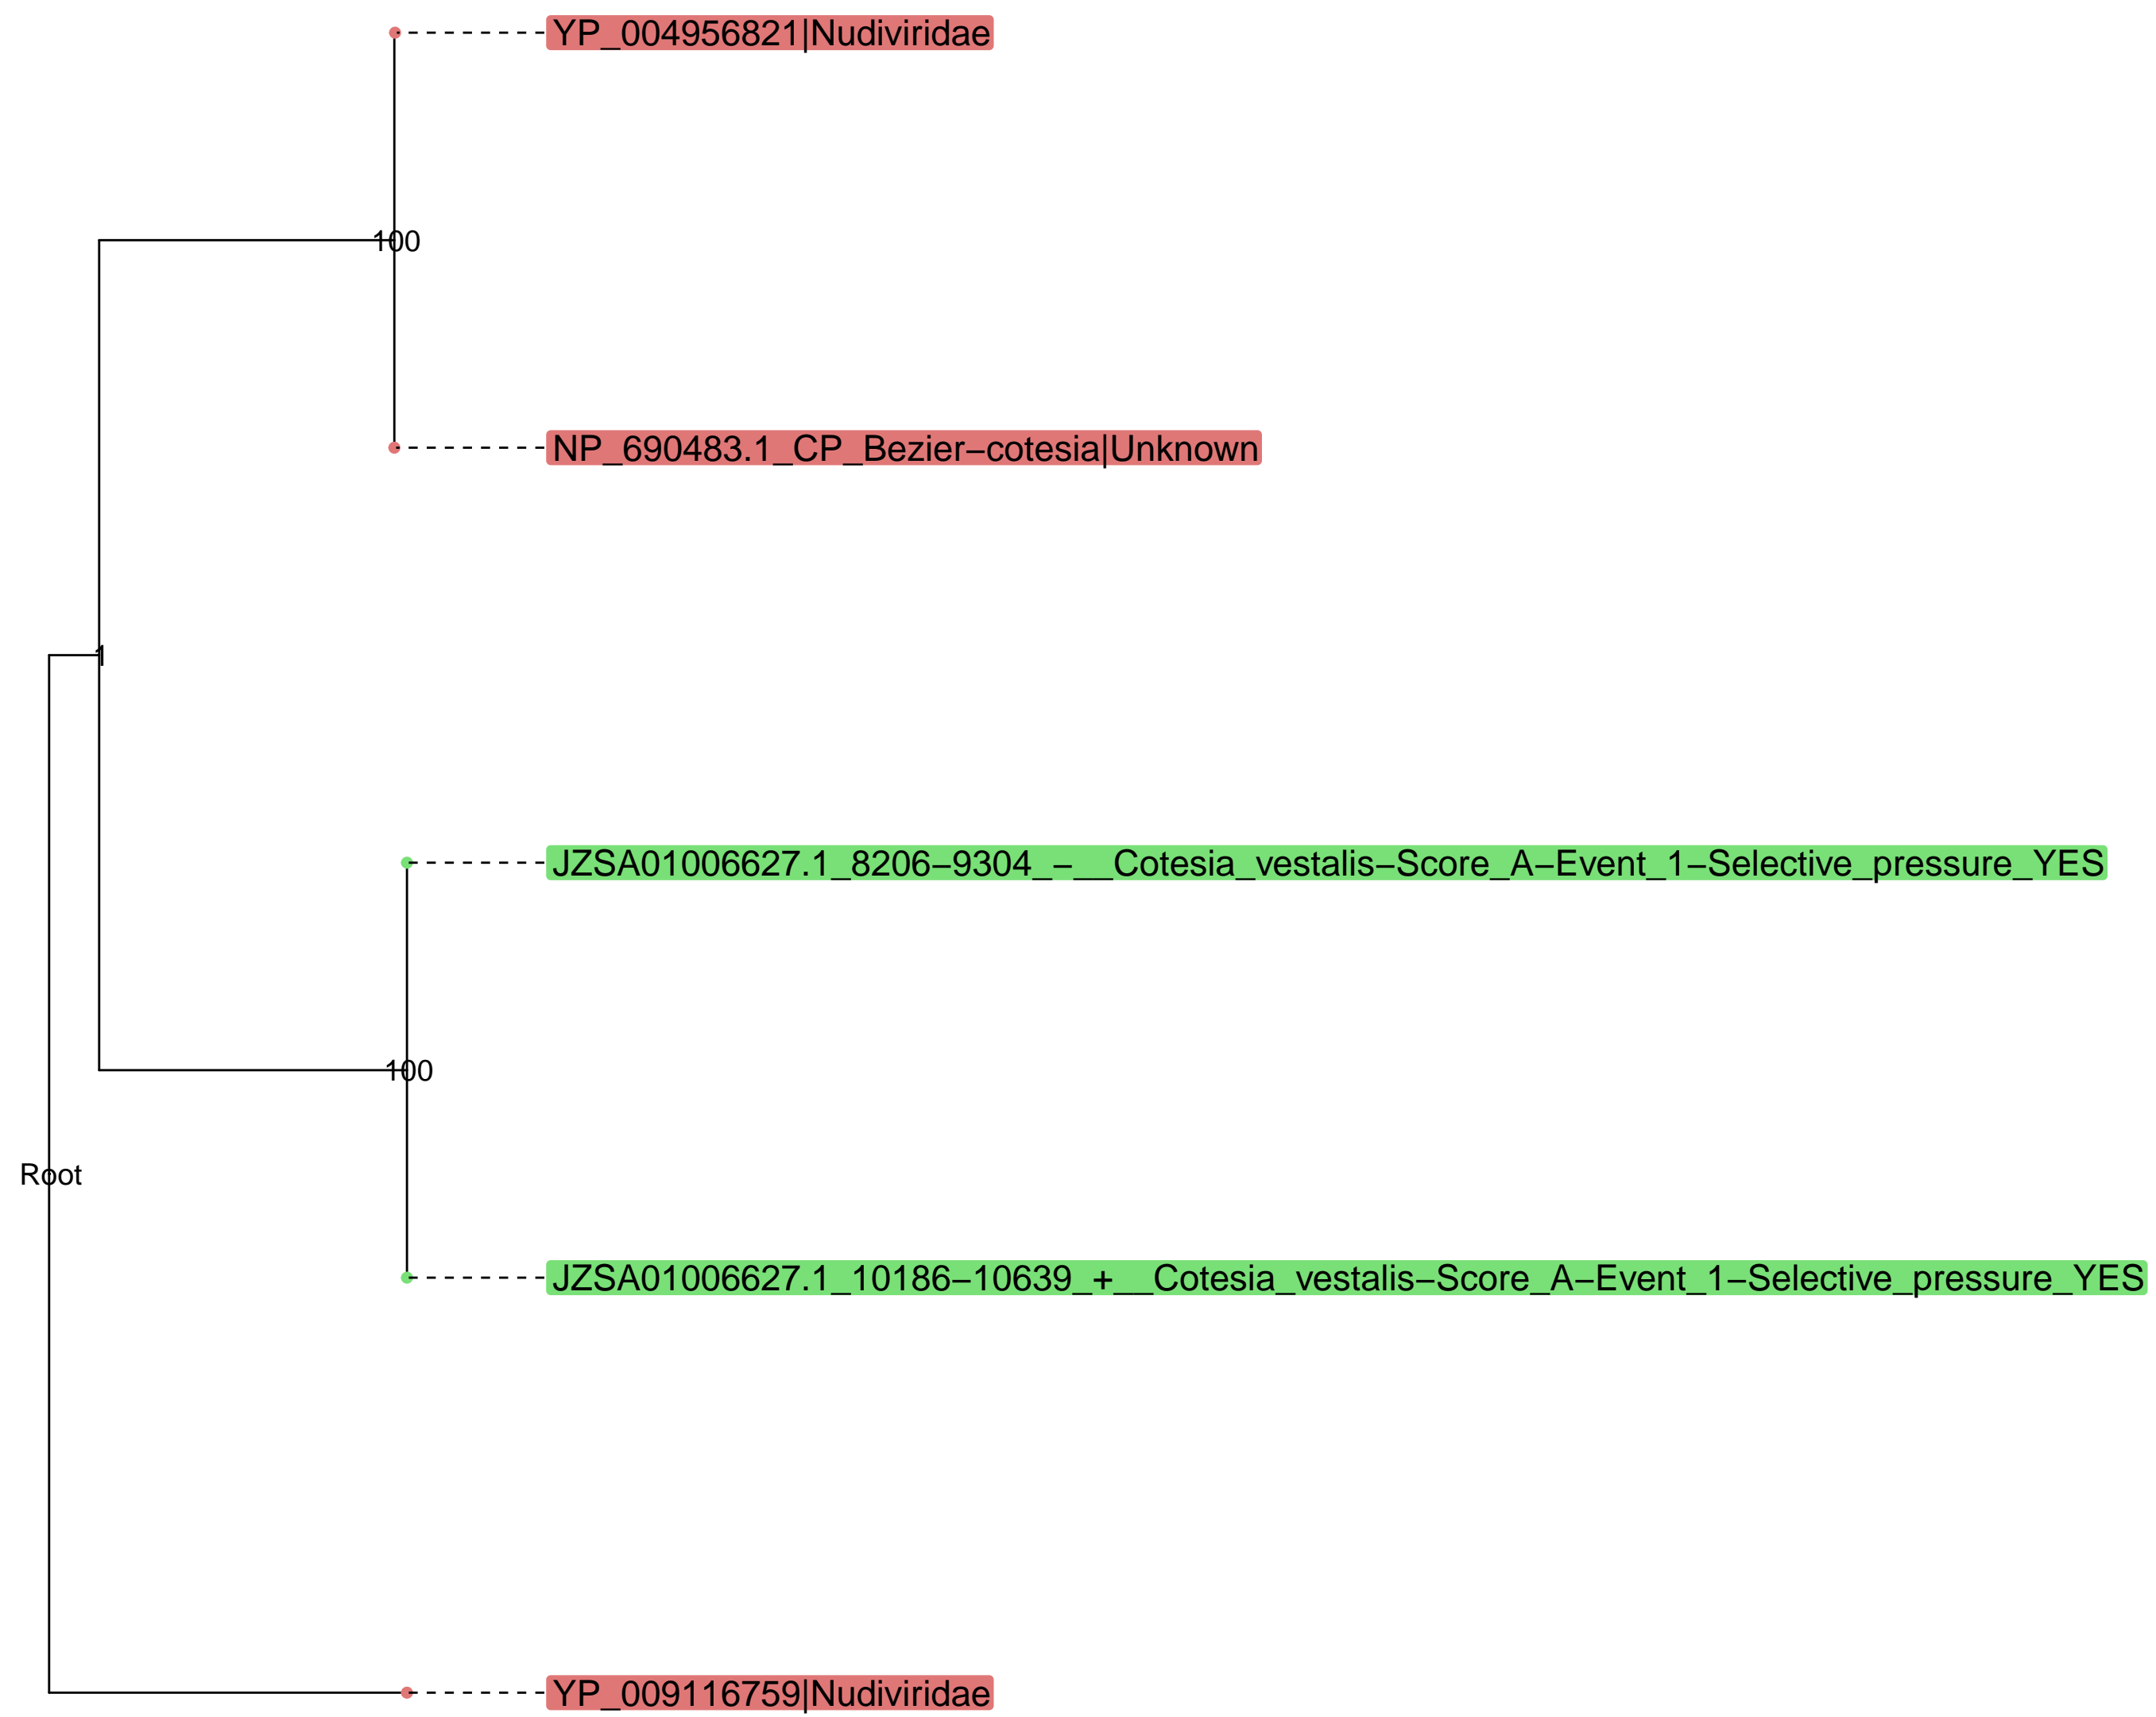 YP_004956821|Nudiviridae
100
NP_690483.1_CP_Bezier−cotesia|Unknown
1
JZSA01006627.1_8206−9304_−__Cotesia_vestalis−Score_A−Event_1−Selective_pressure_YES
100
Root
JZSA01006627.1_10186−10639_+__Cotesia_vestalis−Score_A−Event_1−Selective_pressure_YES
YP_009116759|Nudiviridae